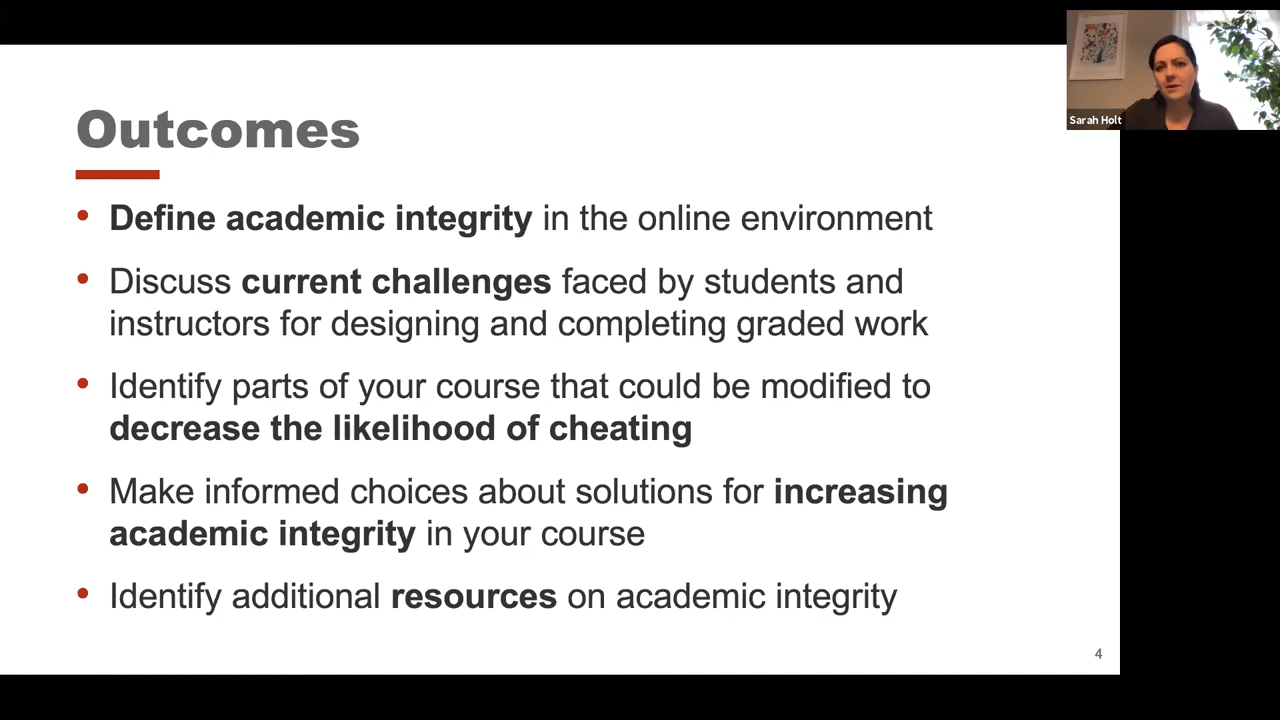 Outcomes
• Define academic integrity in the online environment
• Discuss current challenges faced by students and
instructors for designing and completing graded work
• Identify parts of your course that could be modified to
decrease the likelihood of cheating
• Make informed choices about solutions for increasing
academic integrity in your course
• Identify additional resources on academic integrity
4
Sarah Holt